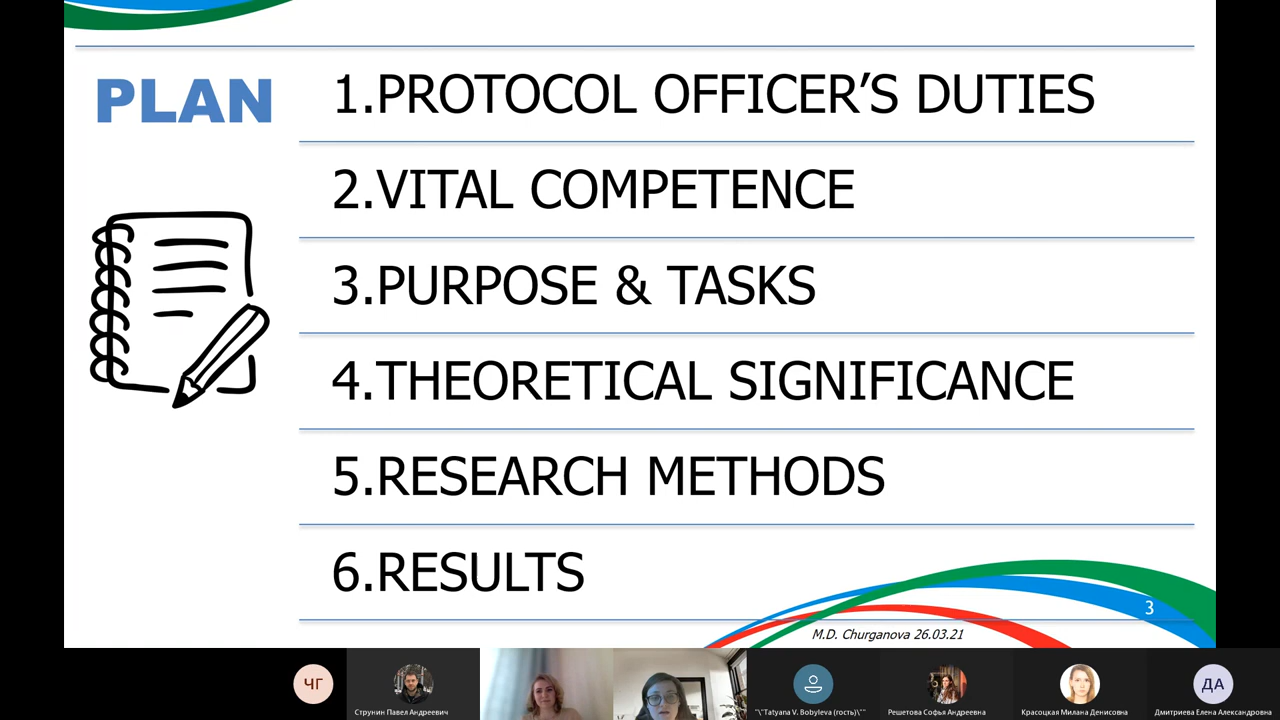 PLAN
1.PROTOCOL OFFICER’S DUTIES
2.VITAL COMPETENCE
3.PURPOSE & TASKS
4.THEORETICAL SIGNIFICANCE
5.RESEARCH METHODS
6.RESULTS
3
M.D. Churganova 26.03.21
ЧГ
ДА
Струнин Павел Андреевич
"\"Tatyana V. Bobyleva (гость)\""
Решетова Софья Андреевна
Красоцкая Милана Денисовна
Дмитриева Елена Александровна